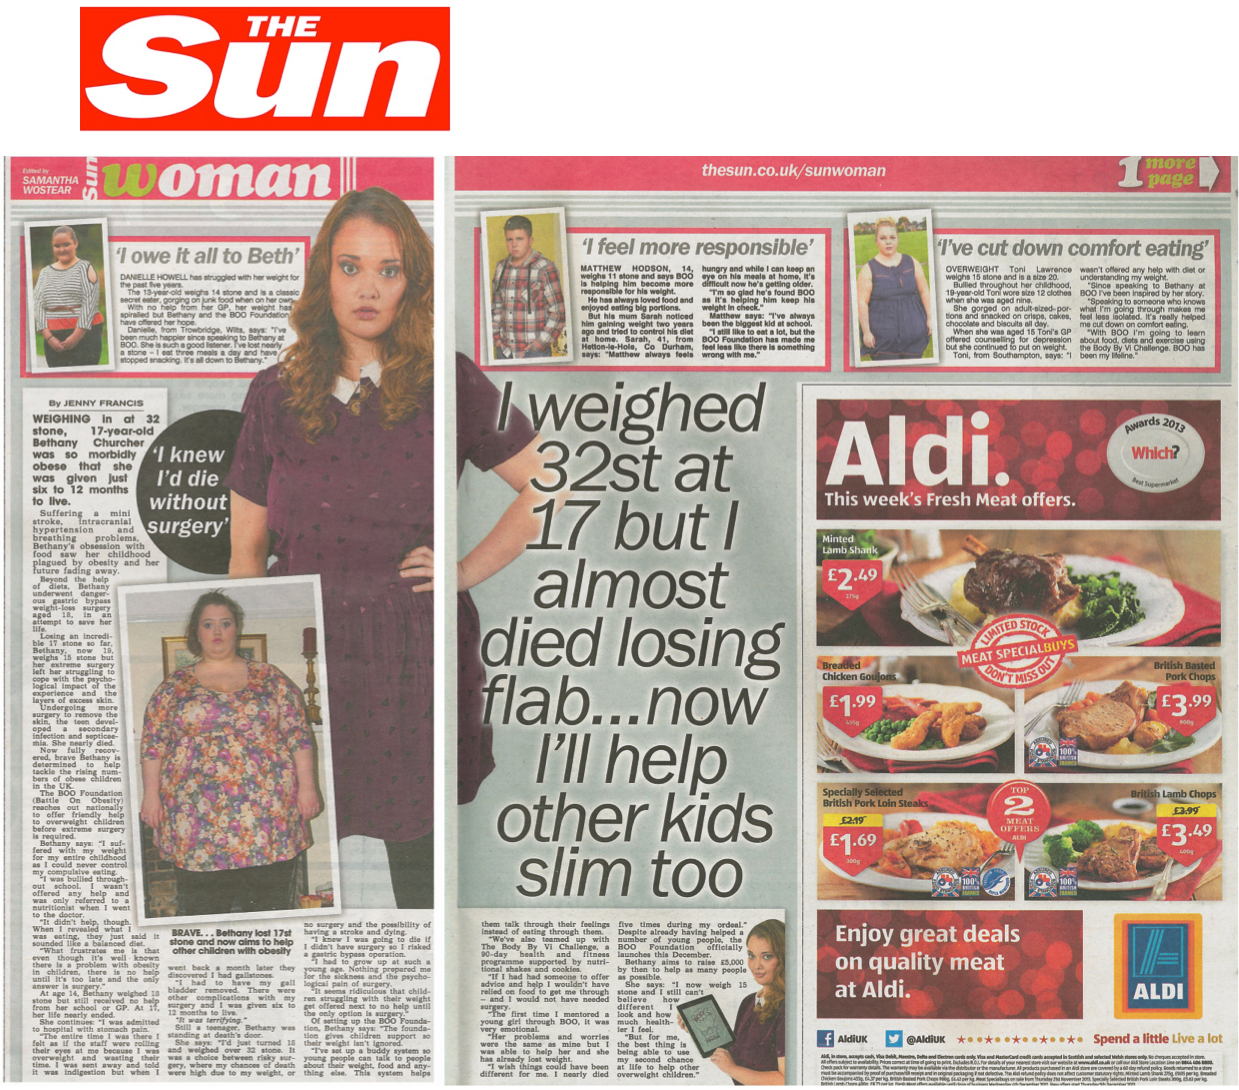 THE
Sun
Edited by
SAMANTHA
WOSTEAR
sun
woman
'I owe it all to Beth'
DANIELLE HOWELL has struggled with her weight for
the past five years.
The 13-year-old weighs 14 stone and is a classic
secret eater, gorging on junk food when on her own.
With no help from her GP, her weight has
spiralled but Bethany and the BOO Foundation
have offered her hope.
Danielle, from Trowbridge, Wilts, says: "I've
been much happier since speaking to Bethany at
BOO. She is such a good listener. I've lost nearly
a stone – I eat three meals a day and have
stopped snacking. It's all down to Bethany."
By JENNY FRANCIS
WEIGHING in at 32
stone, 17-year-old
Bethany Churcher
was so morbidly
obese that she
was given just
six to 12 months
to live.
Suffering a mini
stroke, intracranial
hypertension and
breathing problems,
Bethany's obsession with
food saw her childhood
plagued by obesity and her
future fading away.
Beyond the help
of diets, Bethany
underwent danger-
ous gastric bypass
weight-loss surgery
aged 18, in an
attempt to save her
life.
Losing an incredi-
ble 17 stone so far,
Bethany, now 19,
weighs 15 stone but
her extreme surgery
left her struggling to
cope with the psycho-
logical impact of the
experience and the
layers of excess skin.
Undergoing more
surgery to remove the
skin, the teen devel-
oped a secondary
infection and septicae-
mia. She nearly died.
Now fully recov-
ered, brave Bethany is
determined to help
tackle the rising num-
bers of obese children
in the UK.
The BOO Foundation
(Battle On Obesity)
reaches out nationally
to offer friendly help
to overweight children
before extreme surgery
is required.
Bethany says: "I suf-
fered with my weight
for my entire childhood
as I could never control
my compulsive eating.
"I was bullied through-
out school. I wasn't
offered any help and
was only referred to a
nutritionist when I went
to the doctor.
"It didn't help, though.
When I revealed what I
was eating, they just said it
sounded like a balanced diet.
"What frustrates me is that
even though it's well known
there is a problem with obesity
in children, there is no help
until it's too late and the only
answer is surgery."
At age 14, Bethany weighed 18
stone but still received no help
from her school or GP. At 17,
her life nearly ended.
She continues: "I was admitted
to hospital with stomach pain.
"The entire time I was there I
felt as if the staff were rolling
their eyes at me because I was
overweight and wasting their
time. I was sent away and told
it was indigestion but when I
'I knew
I'd die
without
surgery'
BRAVE. . . Bethany lost 17st
stone and now aims to help
other children with obesity
went back a month later they
discovered I had gallstones.
"I had to have my gall
bladder removed. There were
other complications with my
surgery and I was given six to
12 months to live.
"It was terrifying."
Still a teenager, Bethany was
standing at death's door.
She says: "I'd just turned 18
and weighed over 32 stone. It
was a choice between risky sur-
gery, where my chances of death
were high due to my weight, or
no surgery and the possibility of
having a stroke and dying.
"I knew I was going to die if
I didn't have surgery so I risked
a gastric bypass operation.
"I had to grow up at such a
young age. Nothing prepared me
for the sickness and the psycho-
logical pain of surgery.
"It seems ridiculous that child-
ren struggling with their weight
get offered next to no help until
the only option is surgery."
Of setting up the BOO Founda-
tion, Bethany says: "The founda-
tion gives children support so
their weight isn't ignored.
"I've set up a buddy system so
young people can talk to people
about their weight, food and any-
thing else. This system helps
thesun.co.uk/sunwoman
1 more
page
'I feel more responsible'
MATTHEW HODSON, 14,
weighs 11 stone and says BOO
is helping him become more
responsible for his weight.
He has always loved food and
enjoyed eating big portions.
But his mum Sarah noticed
him gaining weight two years
ago and tried to control his diet
at home. Sarah, 41, from
Hetton-le-Hole, Co Durham,
says: "Matthew always feels
hungry and while I can keep an
eye on his meals at home, it's
difficult now he's getting older.
"I'm so glad he's found BOO
as it's helping him keep his
weight in check."
Matthew says: "I've always
been the biggest kid at school.
"I still like to eat a lot, but the
BOO Foundation has made me
feel less like there is something
wrong with me."
'I've cut down comfort eating'
OVERWEIGHT Toni Lawrence
weighs 15 stone and is a size 20.
Bullied throughout her childhood,
19-year-old Toni wore size 12 clothes
when she was aged nine.
She gorged on adult-sized-por-
tions and snacked on crisps, cakes,
chocolate and biscuits all day.
When she was aged 15 Toni's GP
offered counselling for depression
but she continued to put on weight.
Toni, from Southampton, says: "I
wasn't offered any help with diet or
understanding my weight.
"Since speaking to Bethany at
BOO I've been inspired by her story.
"Speaking to someone who knows
what I'm going through makes me
feel less isolated. It's really helped
me cut down on comfort eating.
"With BOO I'm going to learn
about food, diets and exercise using
the Body By Vi Challenge. BOO has
been my lifeline."
I weighed
32st at
17 but I
almost
died losing
flab...now
I'll help
other kids
slim too
them talk through their feelings
instead of eating through them.
"We've also teamed up with
The Body By Vi Challenge, a
90-day health and fitness
programme supported by nutri-
tional shakes and cookies.
"If I had had someone to offer
advice and help I wouldn't have
relied on food to get me through
– and I would not have needed
surgery.
"The first time I mentored a
young girl through BOO, it was
very emotional.
"Her problems and worries
were the same as mine but I
was able to help her and she
has already lost weight.
"I wish things could have been
different for me. I nearly died
five times during my ordeal."
Despite already having helped a
number of young people, the
BOO Foundation officially
launches this December.
Bethany aims to raise £5,000
by then to help as many people
as possible.
She says: "I now weigh 15
stone and I still can't
believe how
different I
look and how
much health-
ier I feel.
"But for me,
the best thing is
being able to use
my second chance
at life to help other
overweight children."
Aldi.
This week's Fresh Meat offers.
Awards 2013
Which?
Best Supermarket
Minted
Lamb Shank
£2.49
LIMITED STOCK
MEAT SPECIALBUYS
DON'T MISS OUT
Breaded
Chicken Goujons
£1.99
British Basted
Pork Chops
£3.99
100%
BRITISH
Specially Selected
British Pork Loin Steaks
£2.19
£1.69
TOP
2
MEAT
OFFERS
ALDI
British Lamb Chops
£3.99
£3.49
100%
BRITISH
100%
BRITISH
Enjoy great deals
on quality meat
at Aldi.
ALDI
AldiUK
@AldiUK
Spend a little Live a lot